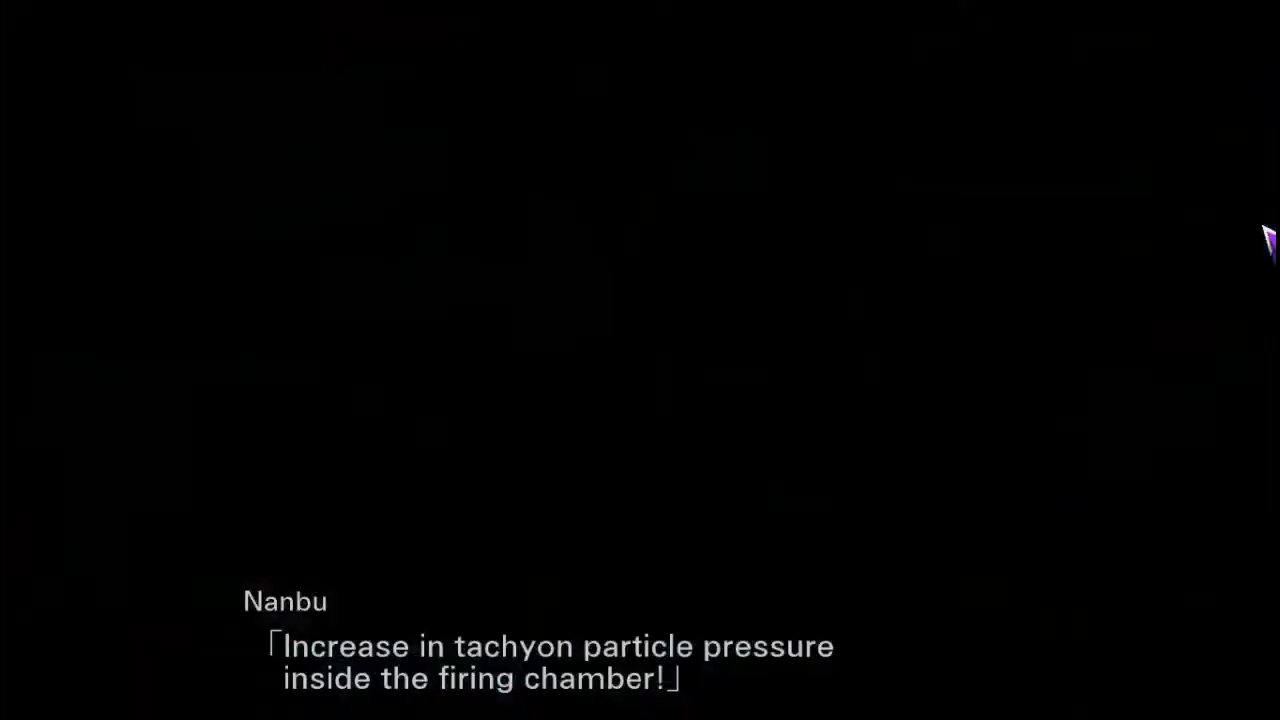 Nanbu
「Increase in tachyon particle pressure
inside the firing chamber!」